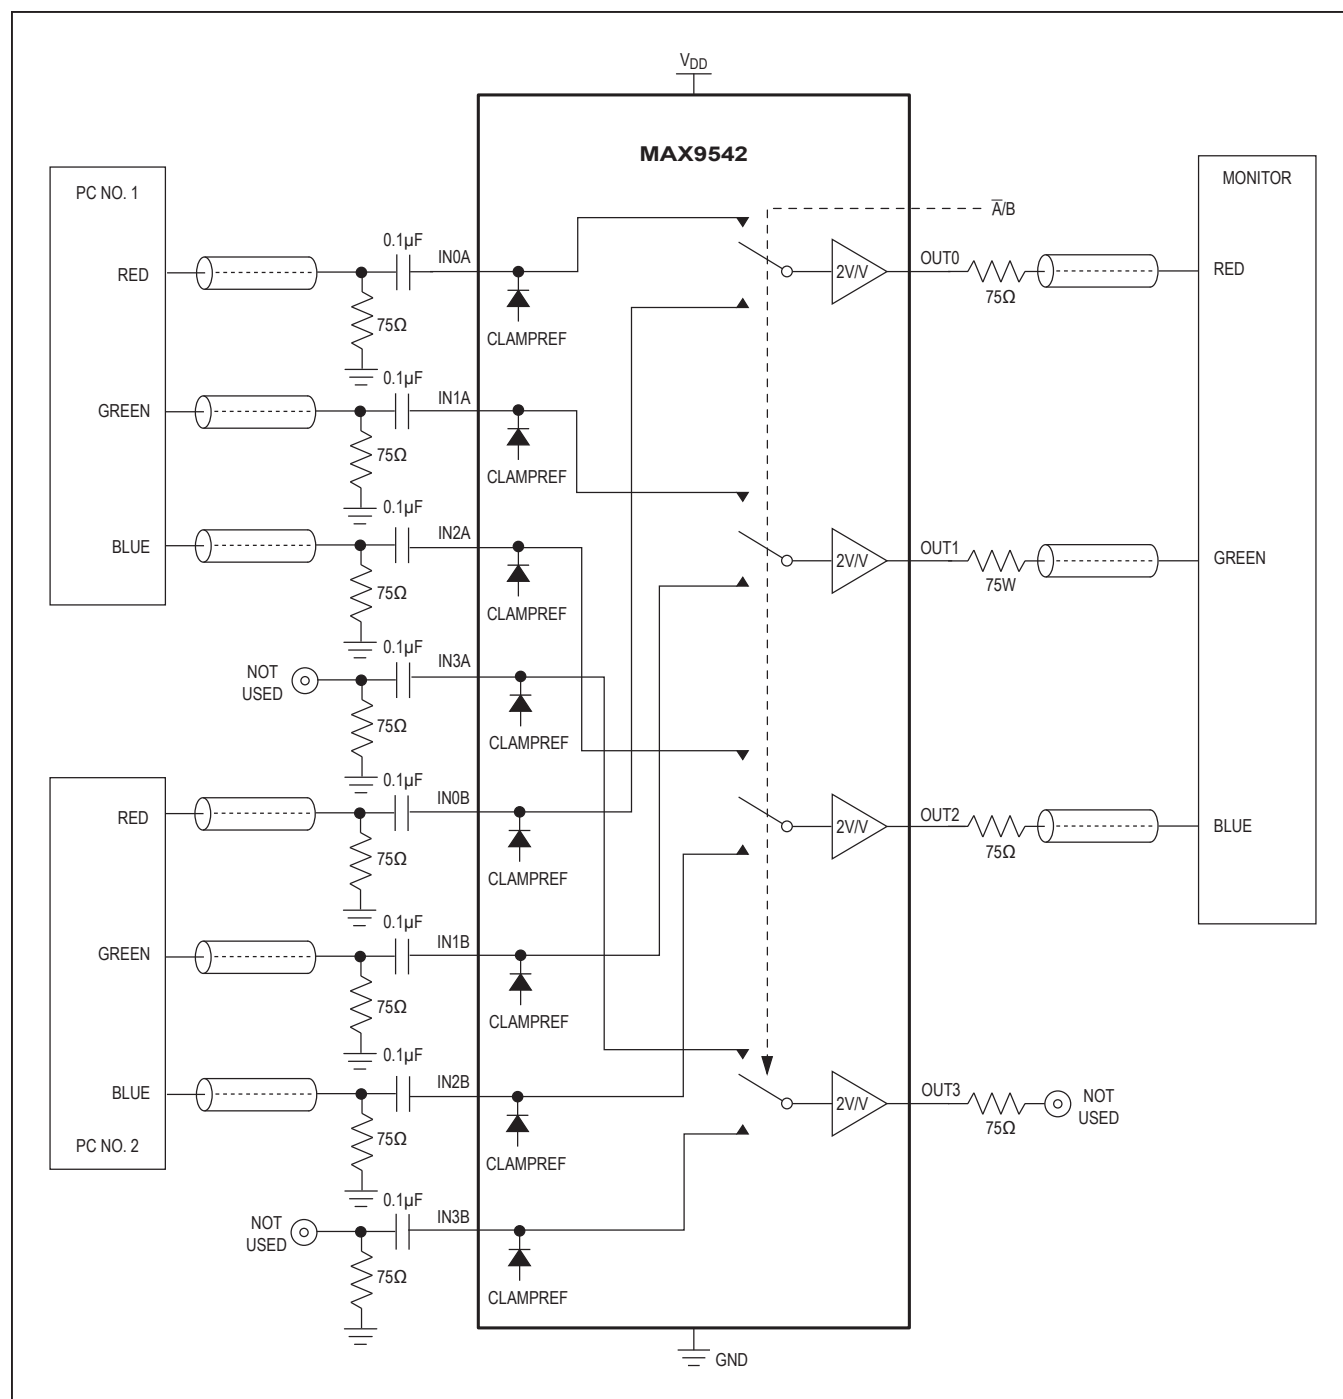 VDD
MAX9542
PC NO. 1
MONITOR
A̅/B
0.1µF
IN0A
OUT0
RED
2V/V
RED
75Ω
75Ω
CLAMPREF
0.1µF
IN1A
GREEN
75Ω
CLAMPREF
0.1µF
IN2A
OUT1
BLUE
2V/V
GREEN
75Ω
75W
CLAMPREF
0.1µF
IN3A
NOT
USED
75Ω
CLAMPREF
0.1µF
IN0B
OUT2
RED
2V/V
BLUE
75Ω
75Ω
CLAMPREF
0.1µF
IN1B
GREEN
75Ω
CLAMPREF
0.1µF
IN2B
OUT3
BLUE
2V/V
NOT
USED
75Ω
75Ω
PC NO. 2
CLAMPREF
0.1µF
IN3B
NOT
USED
75Ω
CLAMPREF
GND